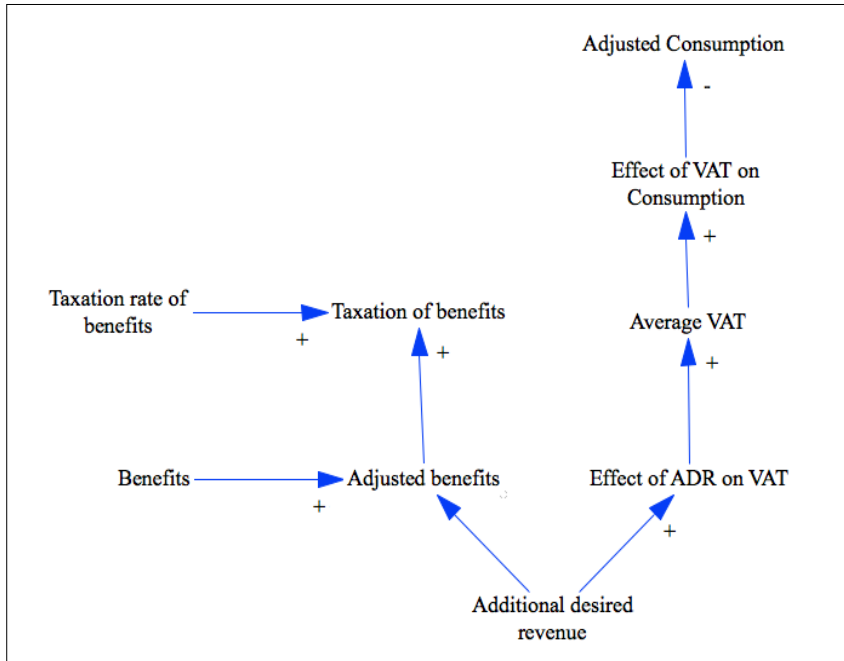 Adjusted Consumption
-
Effect of VAT on
Consumption
+
Taxation rate of
benefits
Taxation of benefits
+
+
Average VAT
+
Benefits
Adjusted benefits
+
Effect of ADR on VAT
+
Additional desired
revenue